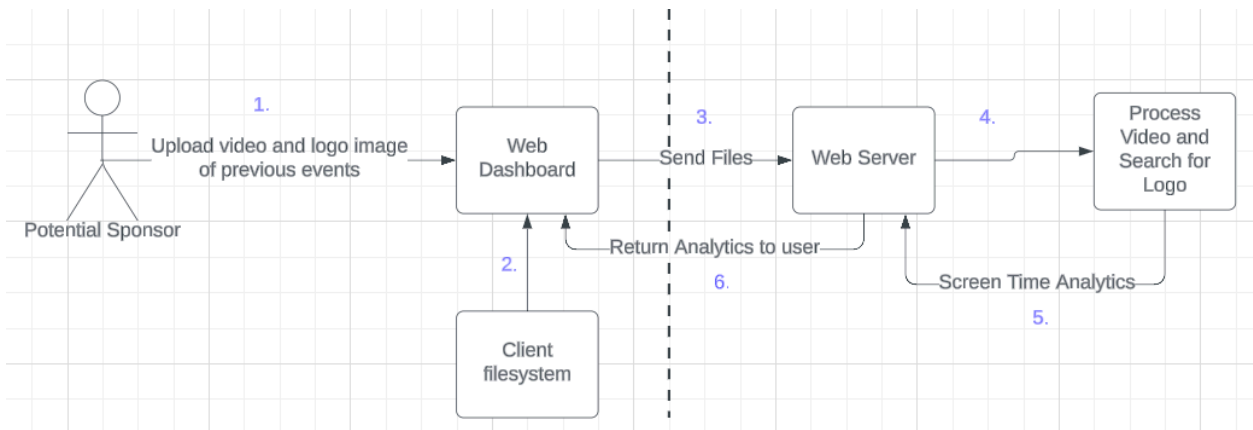 1.
Upload video and logo image
of previous events
Potential Sponsor
Web
Dashboard
2.
Client
filesystem
3.
Send Files
Web Server
4.
Process
Video and
Search for
Logo
Screen Time Analytics
5.
Return Analytics to user
6.